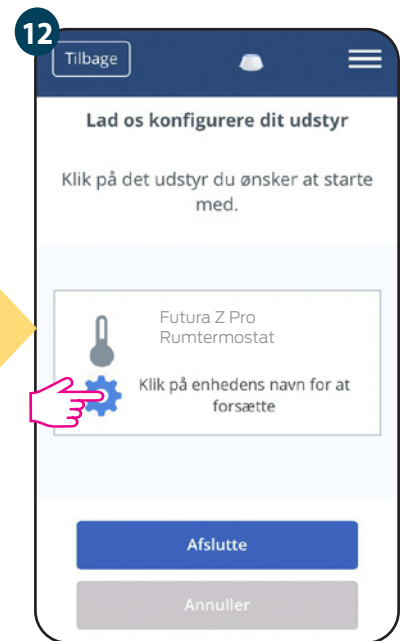 12
Tilbage
Lad os konfigurere dit udstyr
Klik på det udstyr du ønsker at starte
med.
Futura Z Pro
Rumtermostat
Klik på enhedens navn for at
forsætte
Afslutte
Annuller